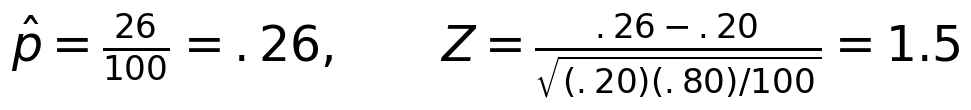 p̂ = 26/100 = .26, Z = (.26 − .20)/√((.20)(.80)/100) = 1.5